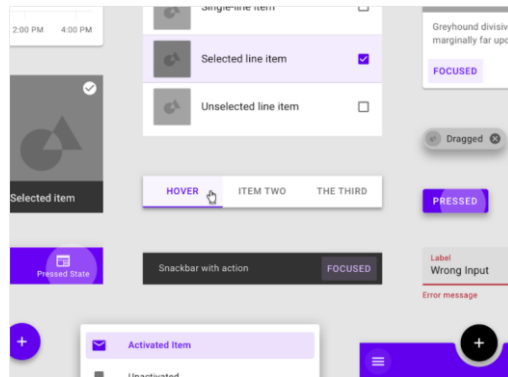 2:00 PM 4:00 PM
Single-line item
Selected line item
Unselected line item
Selected item
HOVER ITEM TWO THE THIRD
Pressed State
Snackbar with action FOCUSED
Activated Item
Unactivated
Greyhound divisiv
marginally far upo
FOCUSED
Dragged
PRESSED
Label
Wrong Input
Error message